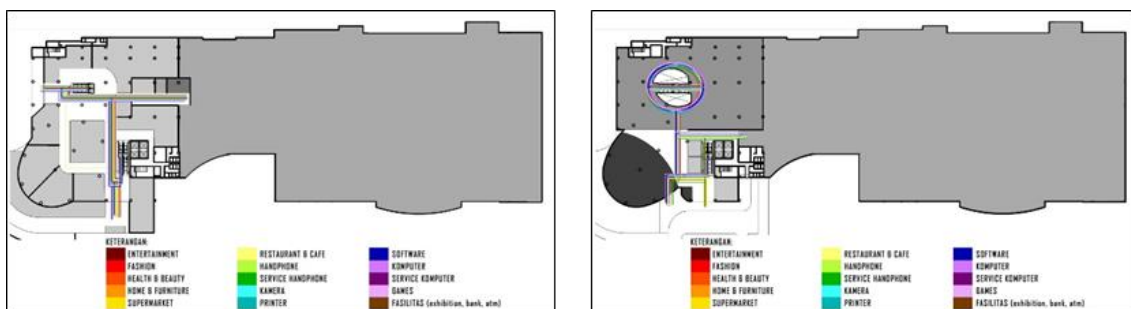 KETERANGAN:
ENTERTAINMENT
FASHION
HEALTH & BEAUTY
HOME & FURNITURE
SUPERMARKET
RESTAURANT & CAFE
HANDPHONE
SERVICE HANDPHONE
KAMERA
PRINTER
SOFTWARE
KOMPUTER
SERVICE KOMPUTER
GAMES
FASILITAS (exhibition, bank, atm)
KETERANGAN:
ENTERTAINMENT
FASHION
HEALTH & BEAUTY
HOME & FURNITURE
SUPERMARKET
RESTAURANT & CAFE
HANDPHONE
SERVICE HANDPHONE
KAMERA
PRINTER
SOFTWARE
KOMPUTER
SERVICE KOMPUTER
GAMES
FASILITAS (exhibition, bank, atm)